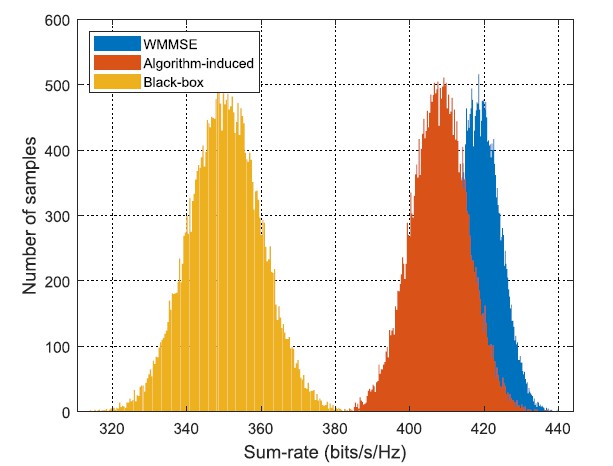 600
500
400
300
200
100
0
Number of samples
WMMSE
Algorithm-induced
Black-box
320 340 360 380 400 420 440
Sum-rate (bits/s/Hz)